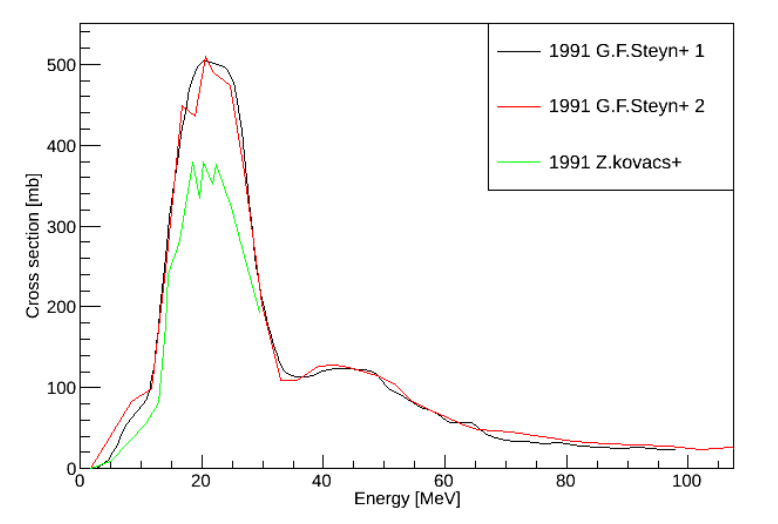 1991 G.F.Steyn+ 1
1991 G.F.Steyn+ 2
1991 Z.kovacs+
Cross section [mb]
500
400
300
200
100
0
0 20 40 60 80 100
Energy [MeV]